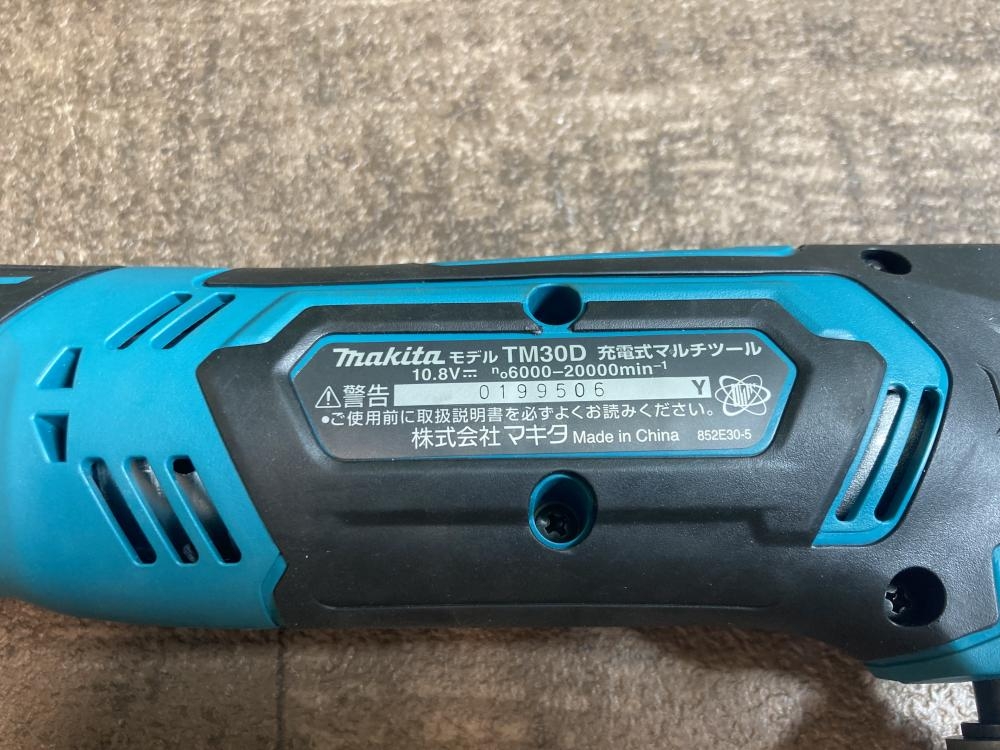 makita モデル TM30D 充電式マルチツール
10.8V⎓ n₀6000-20000min⁻¹
⚠警告 0199506 Y
•ご使用前に取扱説明書を必ずよくお読みください。
株式会社 マキタ Made in China 852E30-5